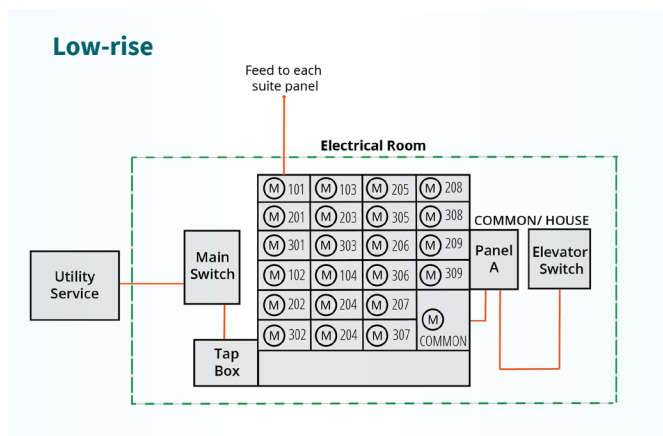 Low-rise
Feed to each
suite panel
Electrical Room
M 101 M 103 M 205 M 208
M 201 M 203 M 305 M 308
M 301 M 303 M 206 M 209
M 102 M 104 M 306 M 309
M 202 M 204 M 207
M 302 M 204 M 307
M
COMMON
COMMON/ HOUSE
Panel
A
Elevator
Switch
Main
Switch
Utility
Service
Tap
Box